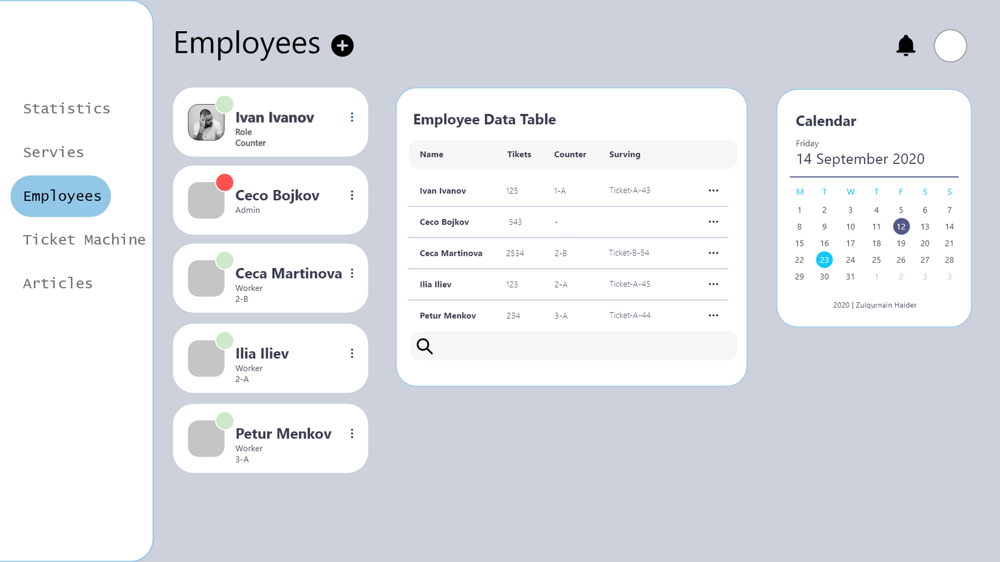 Statistics
Servies
Employees
Ticket Machine
Articles
Employees
Ivan Ivanov
Role
Counter
Ceco Bojkov
Admin
Ceca Martinova
Worker
2-B
Ilia Iliev
Worker
2-A
Petur Menkov
Worker
3-A
Employee Data Table
Name Tikets Counter Surving
Ivan Ivanov 125 1-A Ticket-A-43
Ceco Bojkov 543 -
Ceca Martinova 2534 2-B Ticket-B-54
Ilia Iliev 123 2-A Ticket-A-45
Petur Menkov 234 3-A Ticket-A-44
Calendar
Friday
14 September 2020
M T W T F S S
1 2 3 4 5 6 7
8 9 10 11 12 13 14
15 16 17 18 19 20 21
22 23 24 25 26 27 28
29 30 31 1 2 3 3
2020 | Zulqurnain Haider